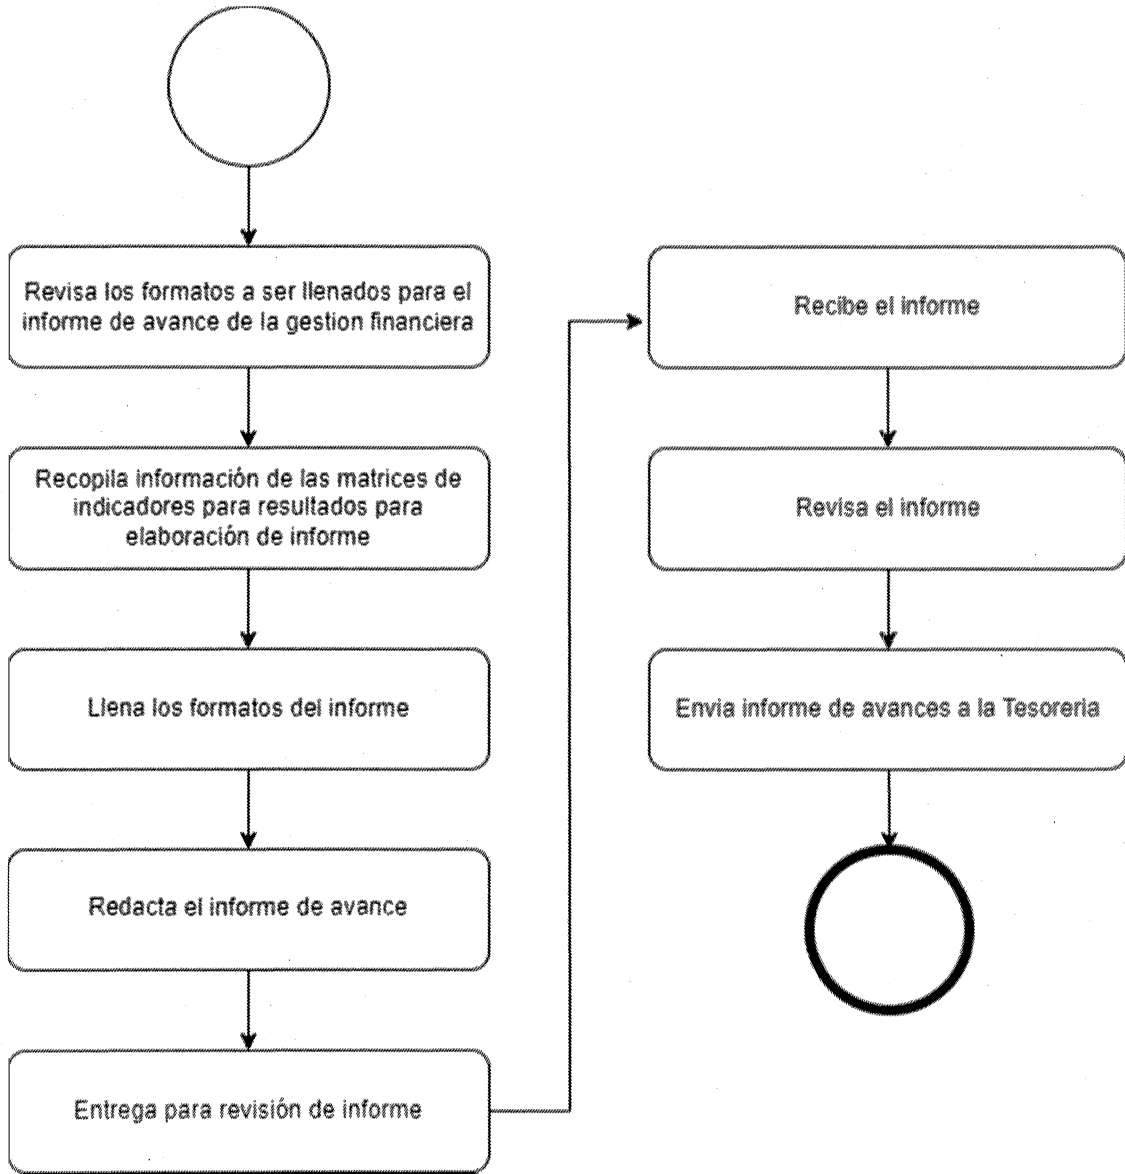 Revisa los formatos a ser llenados para el
informe de avance de la gestion financiera
Recopila información de las matrices de
indicadores para resultados para
elaboración de informe
Llena los formatos del informe
Redacta el informe de avance
Entrega para revisión de informe
Recibe el informe
Revisa el informe
Envia informe de avances a la Tesoreria